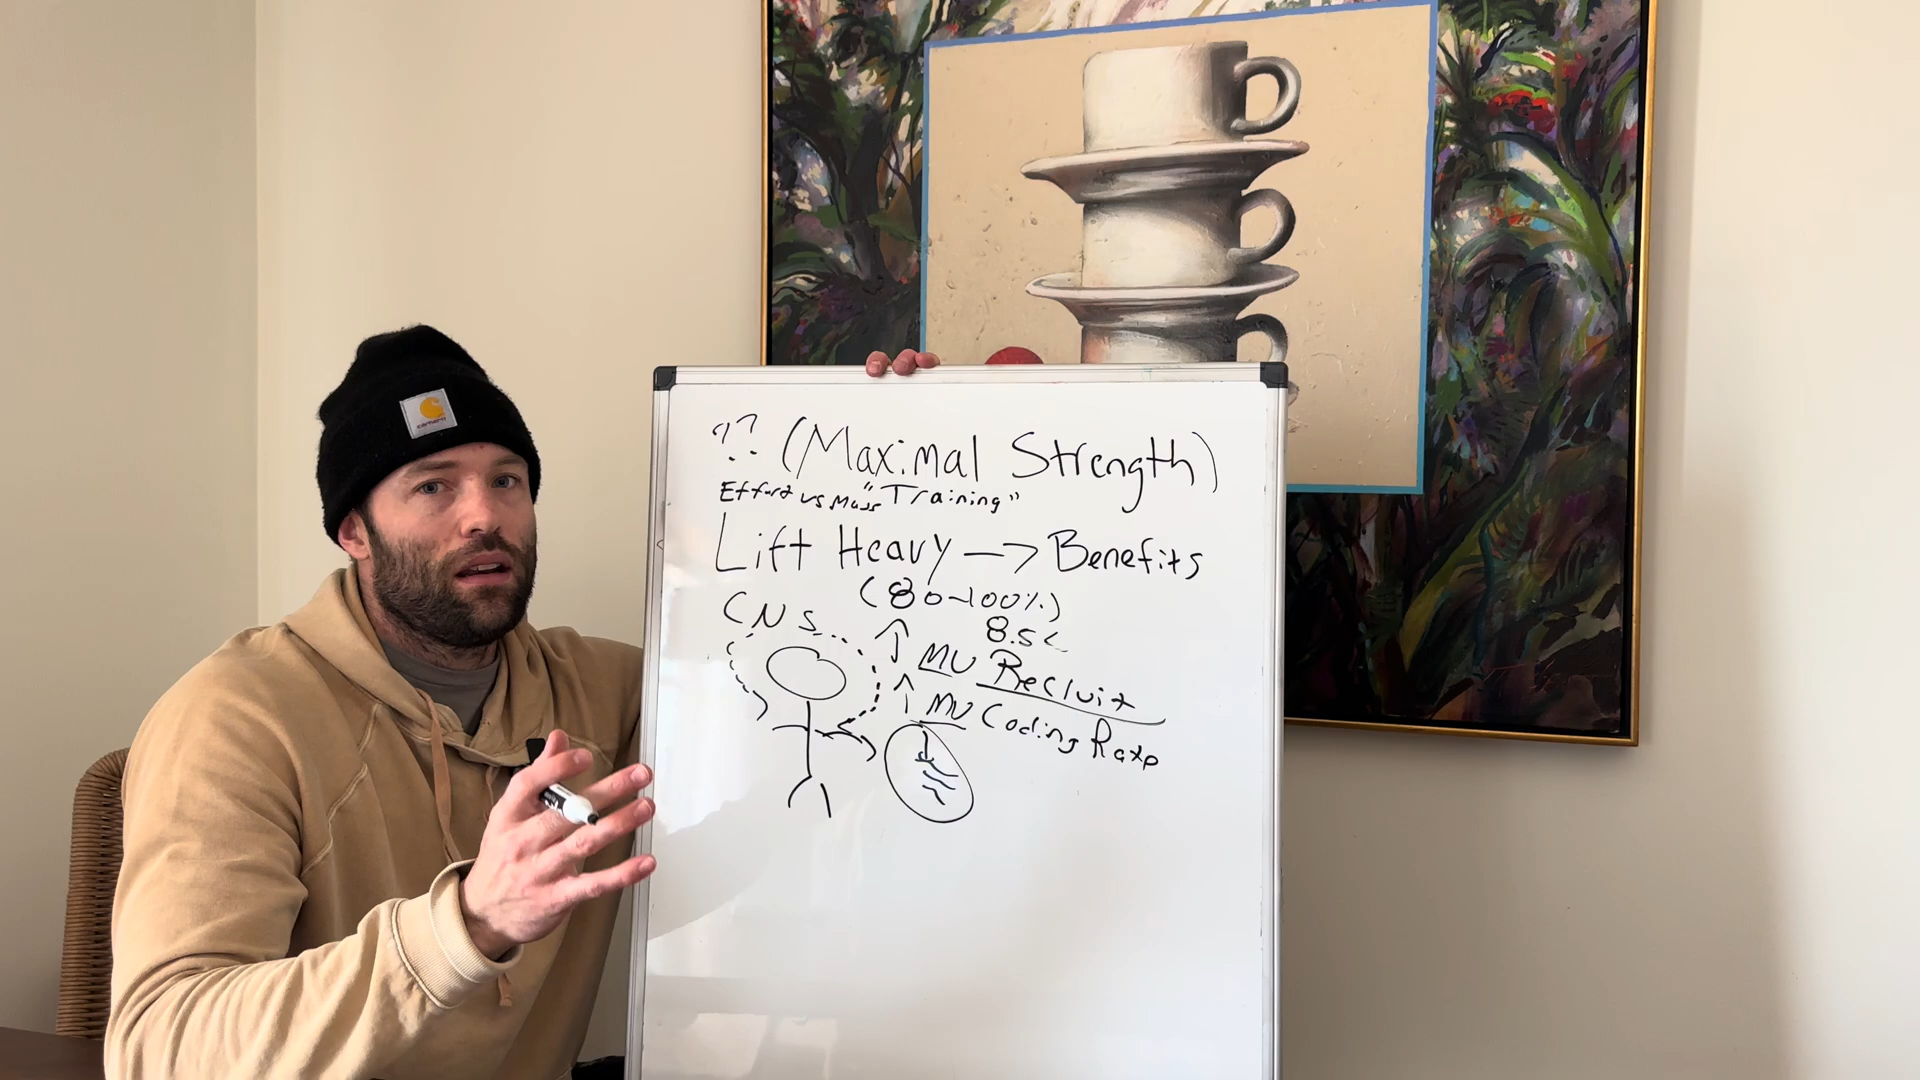 carhartt
?? (Maximal Strength)
Effort vs Mass "Training"
Lift Heavy —> Benefits
(80-100%)
CNS
8.5<
↑ MU Recruit
↑ MU Coding Rate